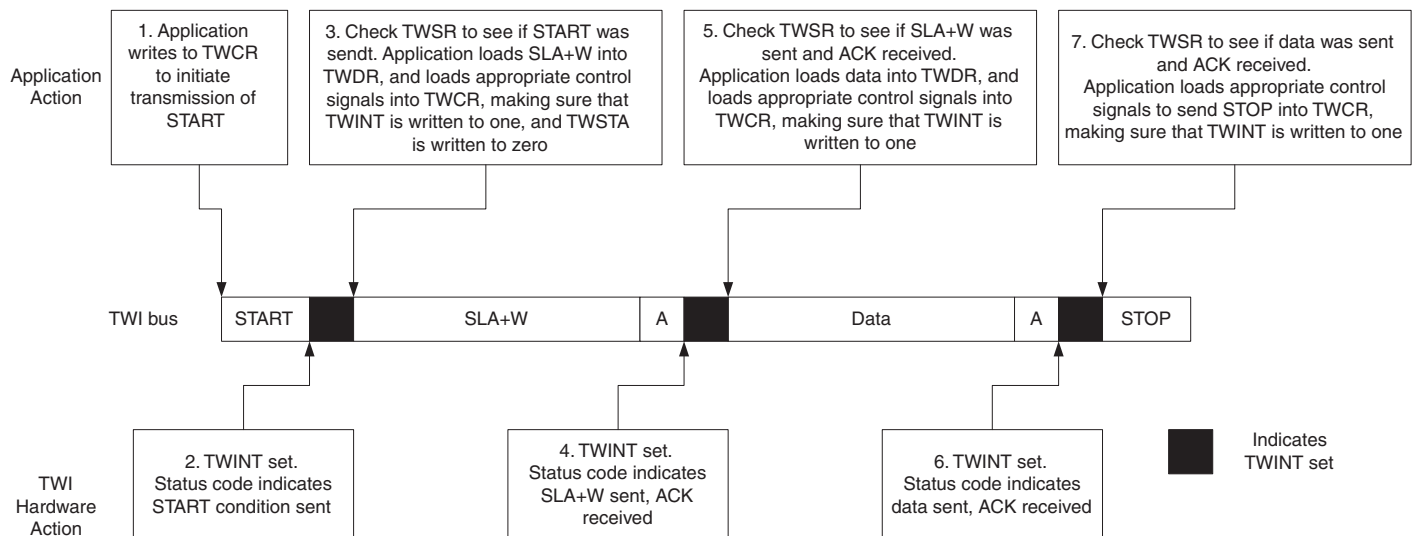 Application
Action
1. Application
writes to TWCR
to initiate
transmission of
START
3. Check TWSR to see if START was
sendt. Application loads SLA+W into
TWDR, and loads appropriate control
signals into TWCR, making sure that
TWINT is written to one, and TWSTA
is written to zero
5. Check TWSR to see if SLA+W was
sent and ACK received.
Application loads data into TWDR, and
loads appropriate control signals into
TWCR, making sure that TWINT is
written to one
7. Check TWSR to see if data was sent
and ACK received.
Application loads appropriate control
signals to send STOP into TWCR,
making sure that TWINT is written to one
TWI bus
START
SLA+W
A
Data
A
STOP
TWI
Hardware
Action
2. TWINT set.
Status code indicates
START condition sent
4. TWINT set.
Status code indicates
SLA+W sent, ACK
received
6. TWINT set.
Status code indicates
data sent, ACK received
Indicates
TWINT set